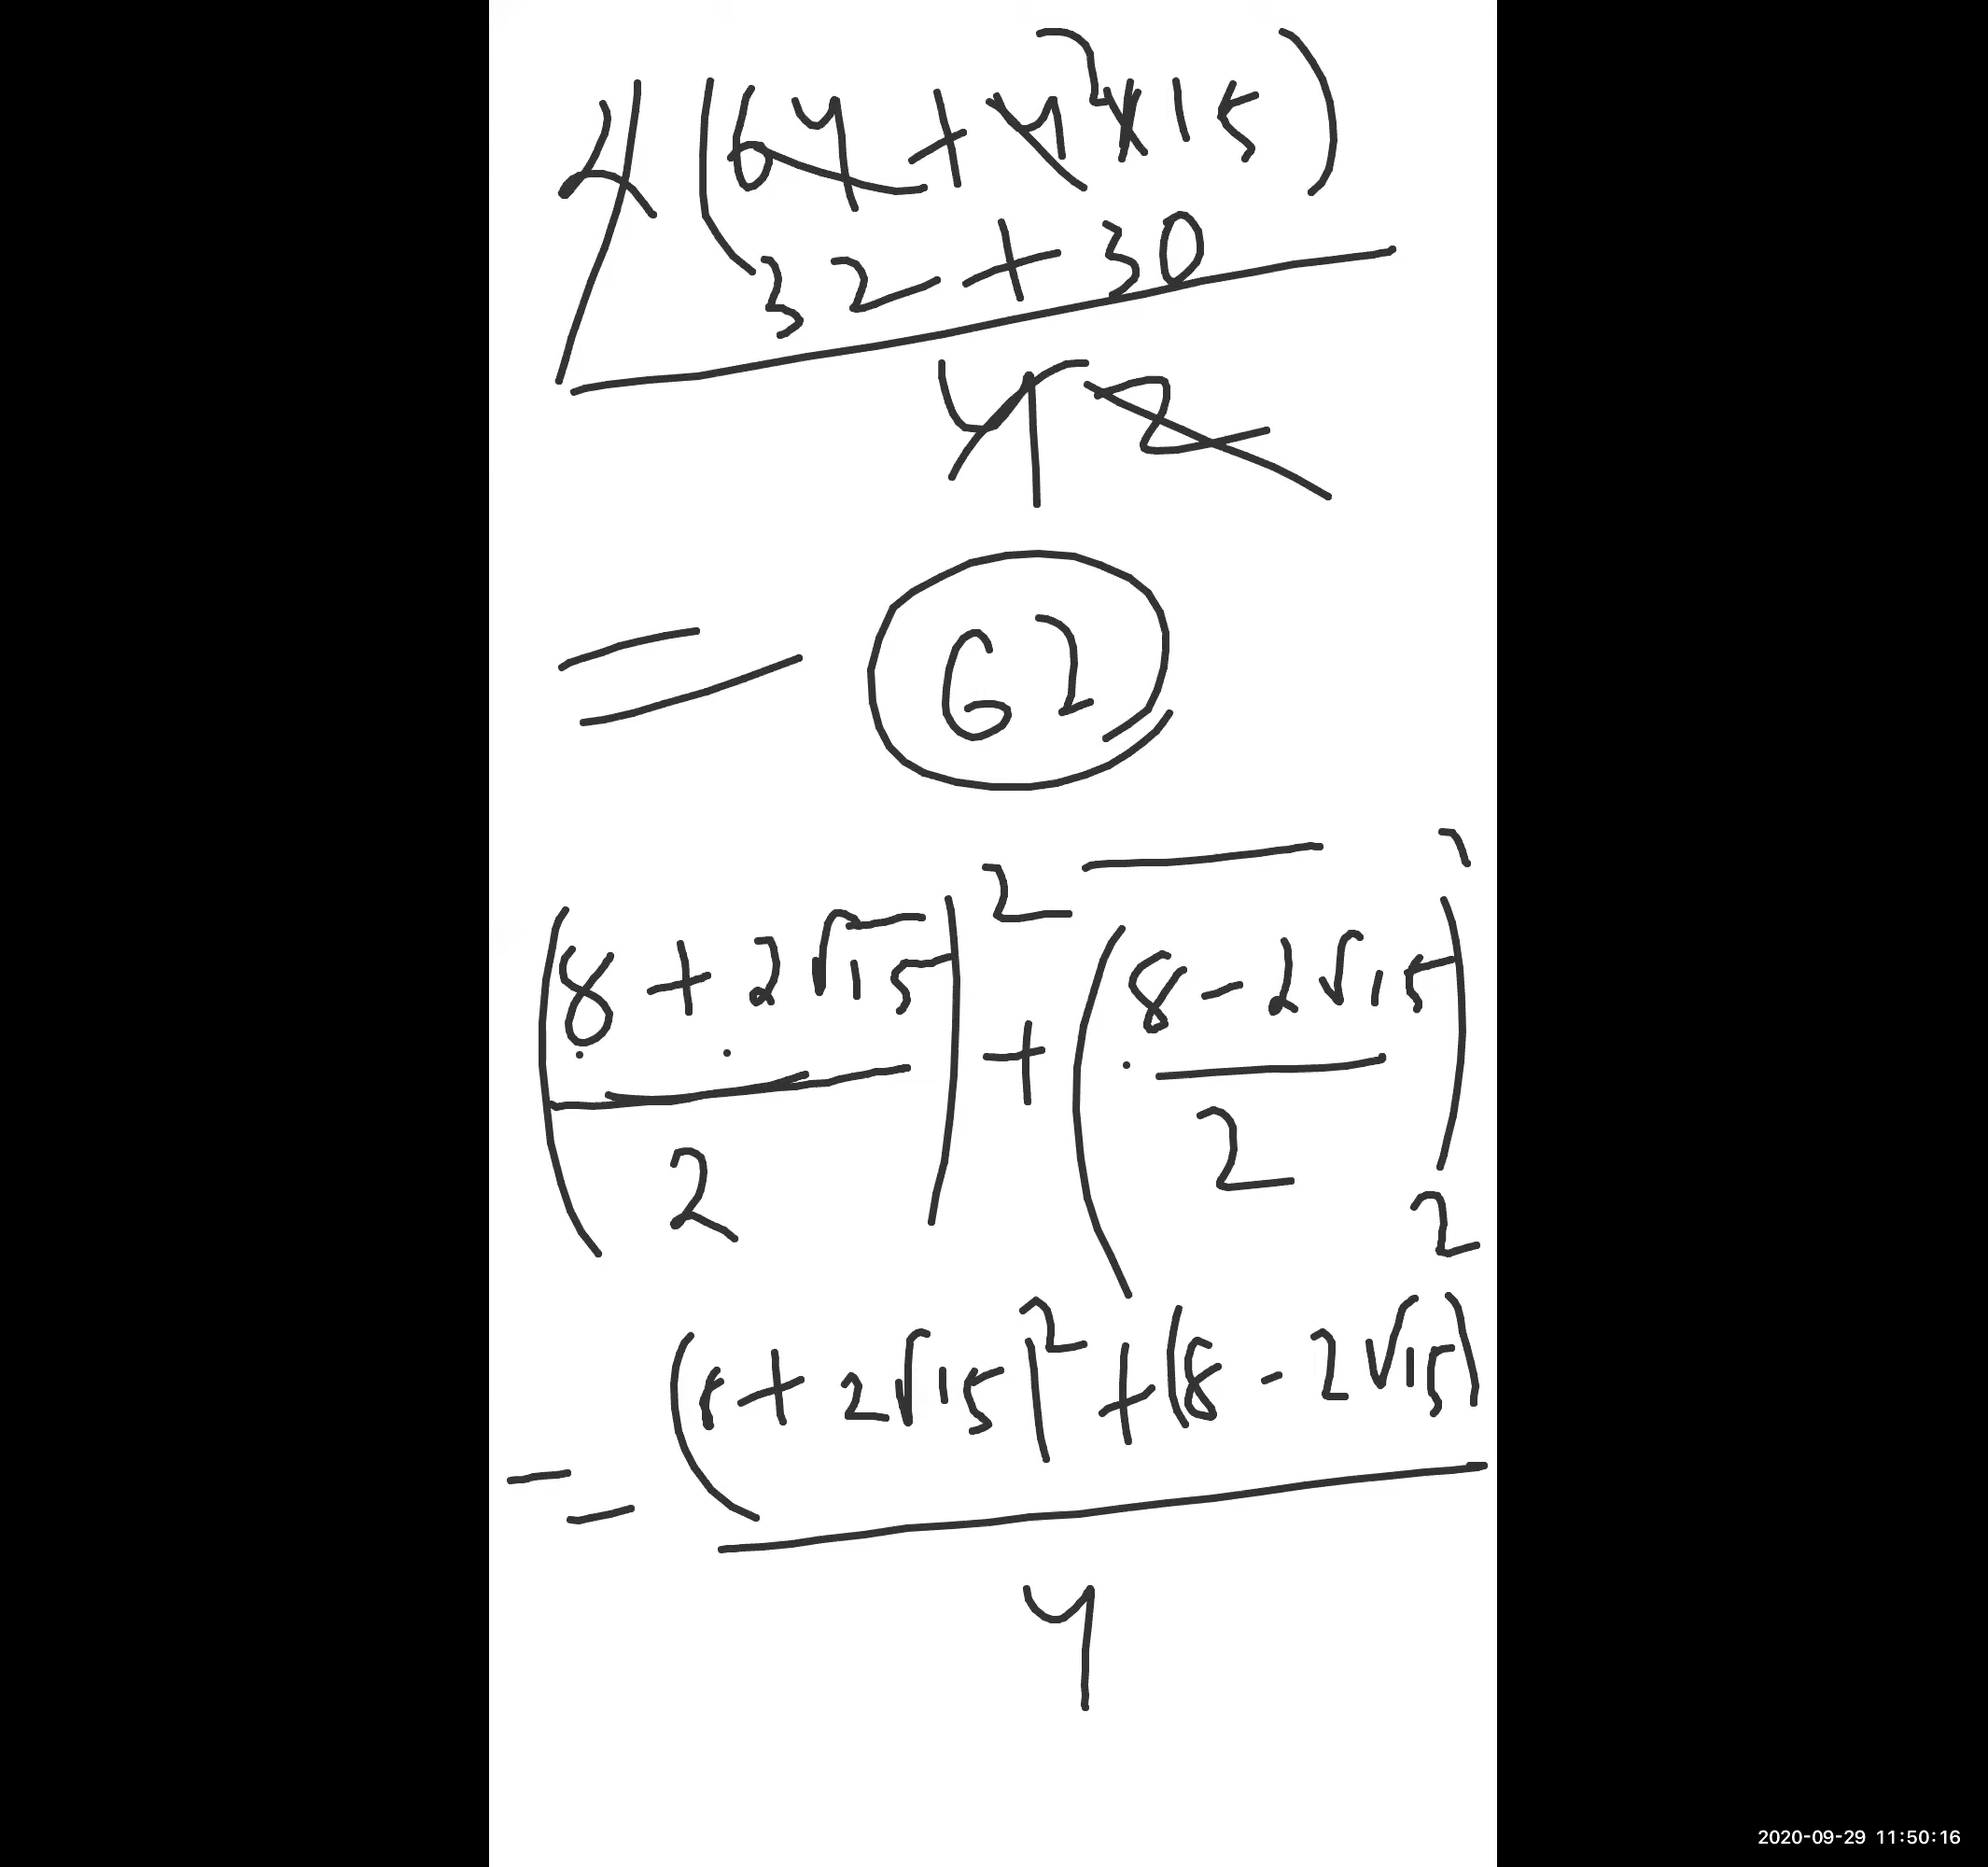 2(64 + 4 × 15)
32 + 30
4 2
= 62
(8 + 2√15)² + (8 - 2√15)²
2 2
= (8 + 2√15)² + (8 - 2√15)²
4
2020-09-29 11:50:16